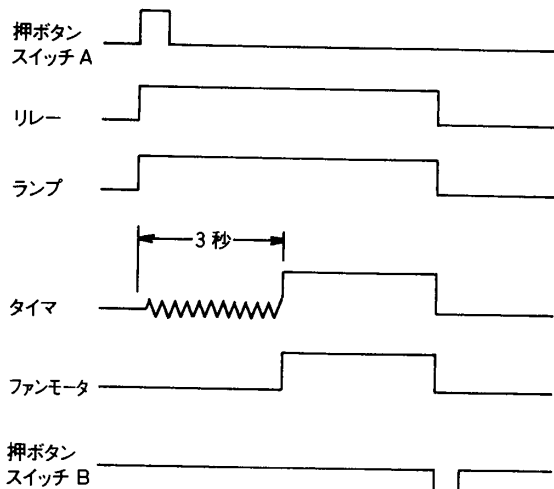 押ボタン
スイッチ A
リレー
ランプ
3 秒
タイマ
ファンモータ
押ボタン
スイッチ B